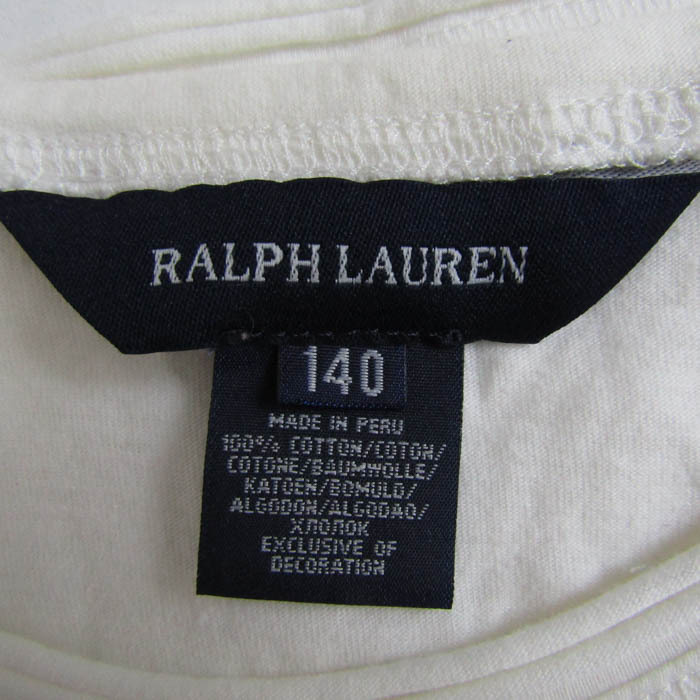 RALPH LAUREN
140
MADE IN PERU
100% COTTON/COTON/
COTONE/BAUMWOLLE/
KATOEN/BOMULD/
ALGODON/ALGODAO/
ХЛОПОК
EXCLUSIVE OF
DECORATION